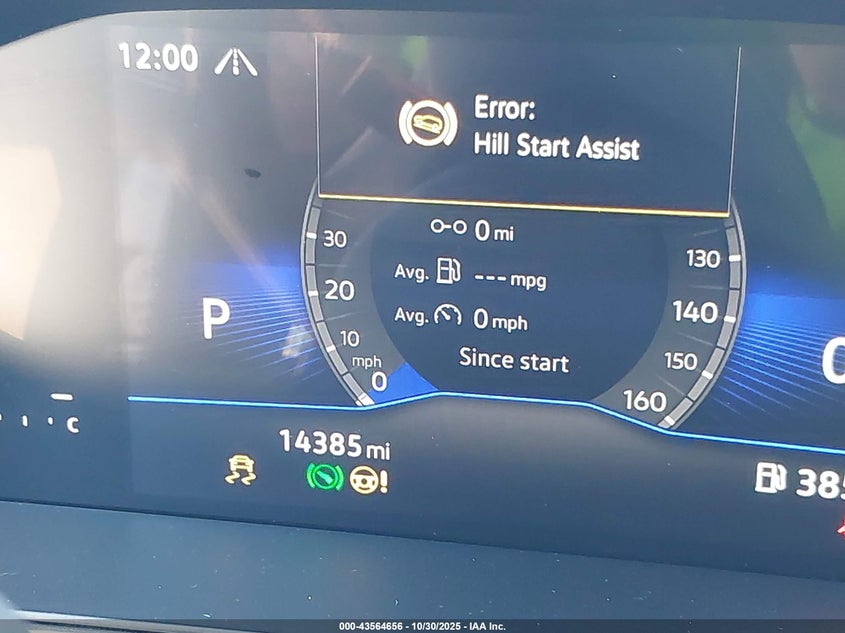 12:00
Error:
Hill Start Assist
0 mi
Avg. --- mpg
Avg. 0 mph
Since start
30
20
10
mph
0
130
140
150
160
P
C
14385 mi
!
000-43564656 - 10/30/2025 - IAA Inc.